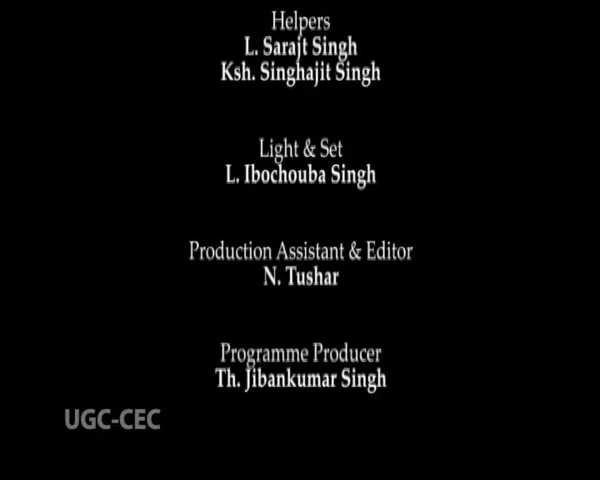 Helpers
L. Sarajt Singh
Ksh. Singhajit Singh
Light & Set
L. Ibochouba Singh
Production Assistant & Editor
N. Tushar
Programme Producer
Th. Jibankumar Singh
UGC-CEC